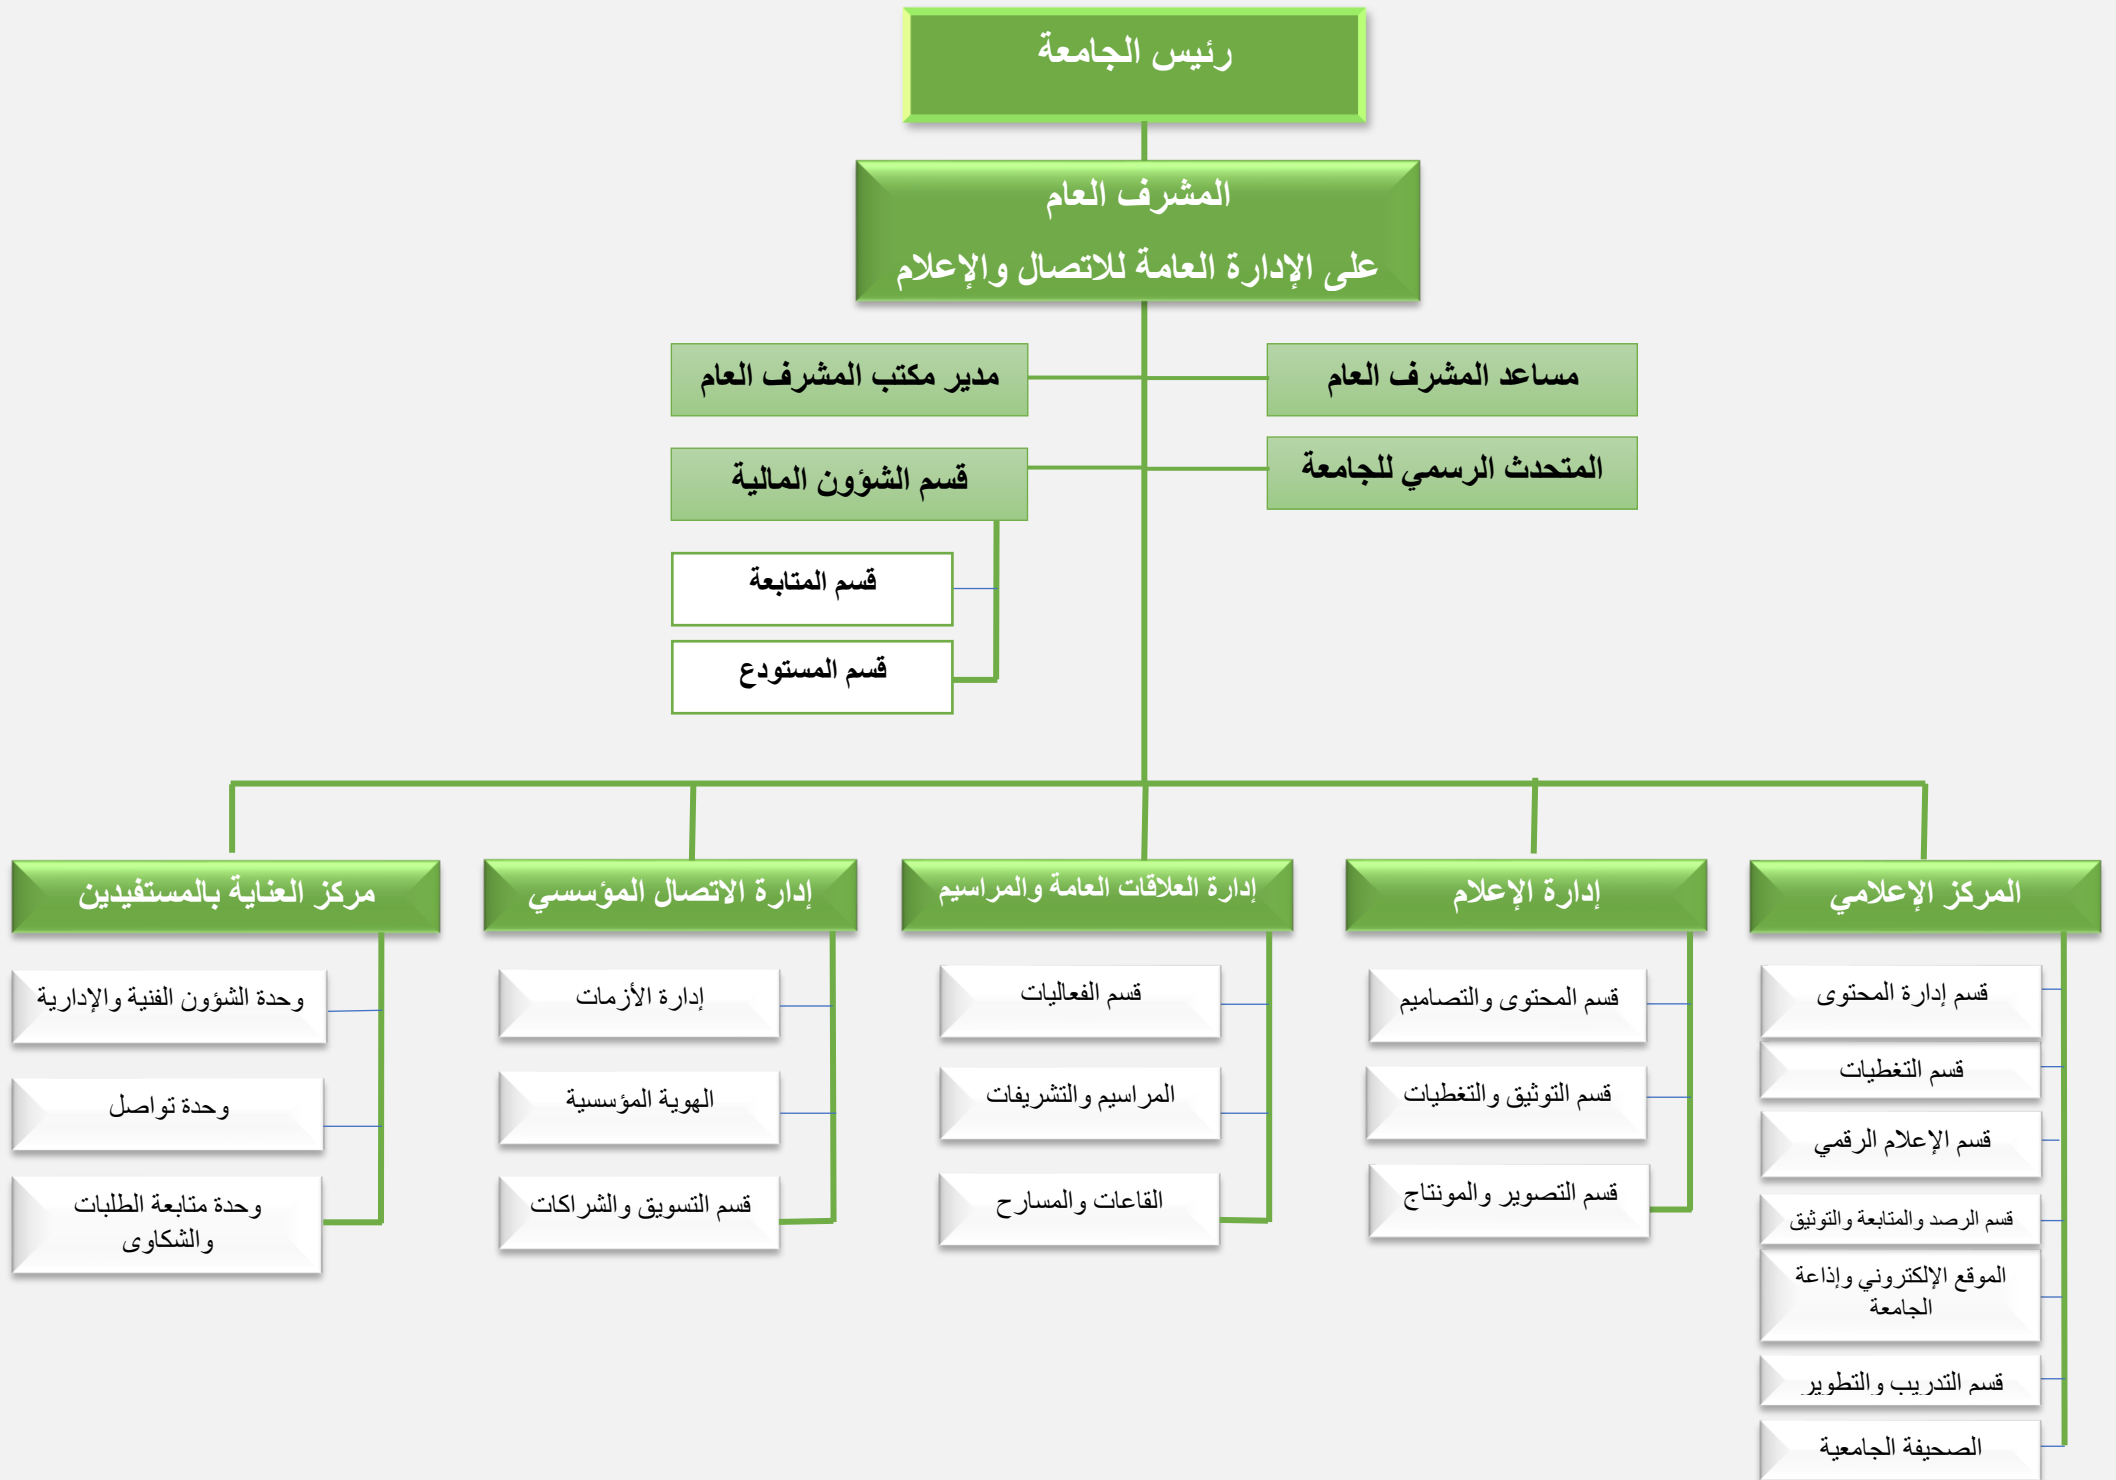 رئيس الجامعة
المشرف العام
على الإدارة العامة للاتصال والإعلام
مساعد المشرف العام
مدير مكتب المشرف العام
المتحدث الرسمي للجامعة
قسم الشؤون المالية
قسم المتابعة
قسم المستودع
المركز الإعلامي
قسم إدارة المحتوى
قسم التغطيات
قسم الإعلام الرقمي
قسم الرصد والمتابعة والتوثيق
الموقع الإلكتروني وإذاعة
الجامعة
قسم التدريب والتطوير
الصحيفة الجامعية
إدارة الإعلام
قسم المحتوى والتصاميم
قسم التوثيق والتغطيات
قسم التصوير والمونتاج
إدارة العلاقات العامة والمراسيم
قسم الفعاليات
المراسيم والتشريفات
القاعات والمسارح
إدارة الاتصال المؤسسي
إدارة الأزمات
الهوية المؤسسية
قسم التسويق والشراكات
مركز العناية بالمستفيدين
وحدة الشؤون الفنية والإدارية
وحدة تواصل
وحدة متابعة الطلبات
والشكاوى